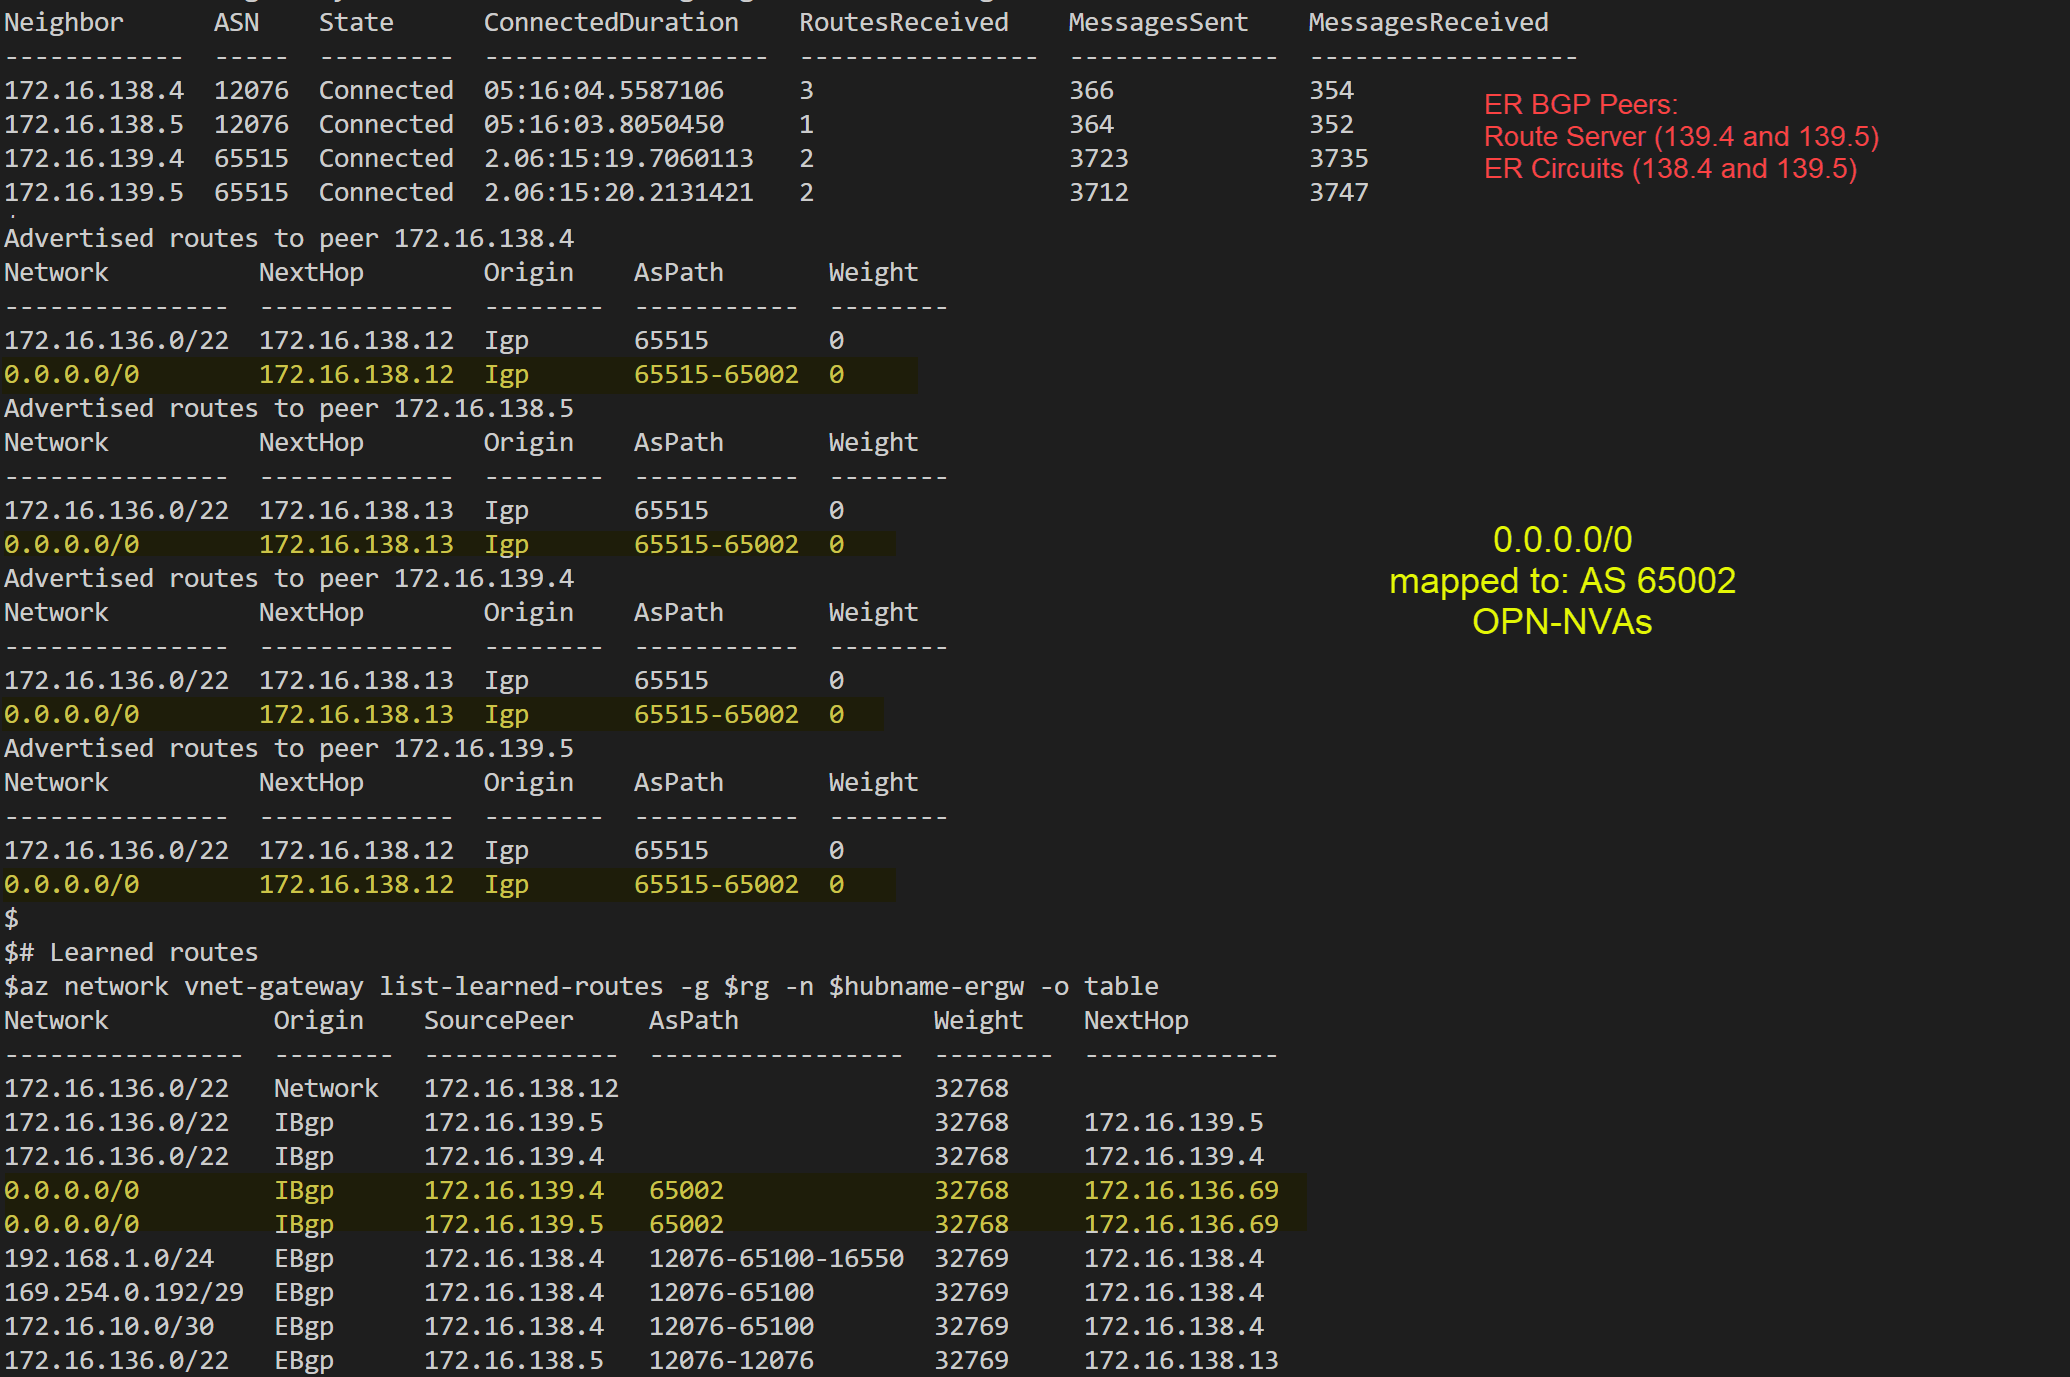 Neighbor      ASN    State      ConnectedDuration    RoutesReceived    MessagesSent    MessagesReceived
------------  -----  ---------  -------------------  ----------------  --------------  ------------------
172.16.138.4  12076  Connected  05:16:04.5587106     3                 366             354
172.16.138.5  12076  Connected  05:16:03.8050450     1                 364             352
172.16.139.4  65515  Connected  2.06:15:19.7060113   2                 3723            3735
172.16.139.5  65515  Connected  2.06:15:20.2131421   2                 3712            3747
ER BGP Peers:
Route Server (139.4 and 139.5)
ER Circuits (138.4 and 139.5)
Advertised routes to peer 172.16.138.4
Network          NextHop        Origin    AsPath       Weight
---------------  -------------  --------  -----------  --------
172.16.136.0/22  172.16.138.12  Igp       65515        0
0.0.0.0/0        172.16.138.12  Igp       65515-65002  0
Advertised routes to peer 172.16.138.5
Network          NextHop        Origin    AsPath       Weight
---------------  -------------  --------  -----------  --------
172.16.136.0/22  172.16.138.13  Igp       65515        0
0.0.0.0/0        172.16.138.13  Igp       65515-65002  0
Advertised routes to peer 172.16.139.4
Network          NextHop        Origin    AsPath       Weight
---------------  -------------  --------  -----------  --------
172.16.136.0/22  172.16.138.13  Igp       65515        0
0.0.0.0/0        172.16.138.13  Igp       65515-65002  0
Advertised routes to peer 172.16.139.5
Network          NextHop        Origin    AsPath       Weight
---------------  -------------  --------  -----------  --------
172.16.136.0/22  172.16.138.12  Igp       65515        0
0.0.0.0/0        172.16.138.12  Igp       65515-65002  0
0.0.0.0/0
mapped to: AS 65002
OPN-NVAs
$
$# Learned routes
$az network vnet-gateway list-learned-routes -g $rg -n $hubname-ergw -o table
Network           Origin    SourcePeer     AsPath             Weight    NextHop
----------------  --------  -------------  -----------------  --------  -------------
172.16.136.0/22   Network   172.16.138.12                     32768
172.16.136.0/22   IBgp      172.16.139.5                      32768     172.16.139.5
172.16.136.0/22   IBgp      172.16.139.4                      32768     172.16.139.4
0.0.0.0/0         IBgp      172.16.139.4   65002              32768     172.16.136.69
0.0.0.0/0         IBgp      172.16.139.5   65002              32768     172.16.136.69
192.168.1.0/24    EBgp      172.16.138.4   12076-65100-16550  32769     172.16.138.4
169.254.0.192/29  EBgp      172.16.138.4   12076-65100        32769     172.16.138.4
172.16.10.0/30    EBgp      172.16.138.4   12076-65100        32769     172.16.138.4
172.16.136.0/22   EBgp      172.16.138.5   12076-12076        32769     172.16.138.13